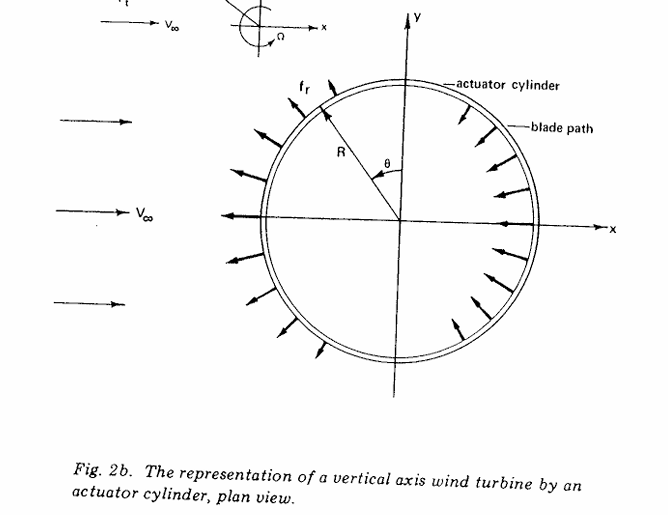 V∞
x
Ω
y
actuator cylinder
f_r
blade path
R
θ
V∞
x
Fig. 2b. The representation of a vertical axis wind turbine by an
actuator cylinder, plan view.